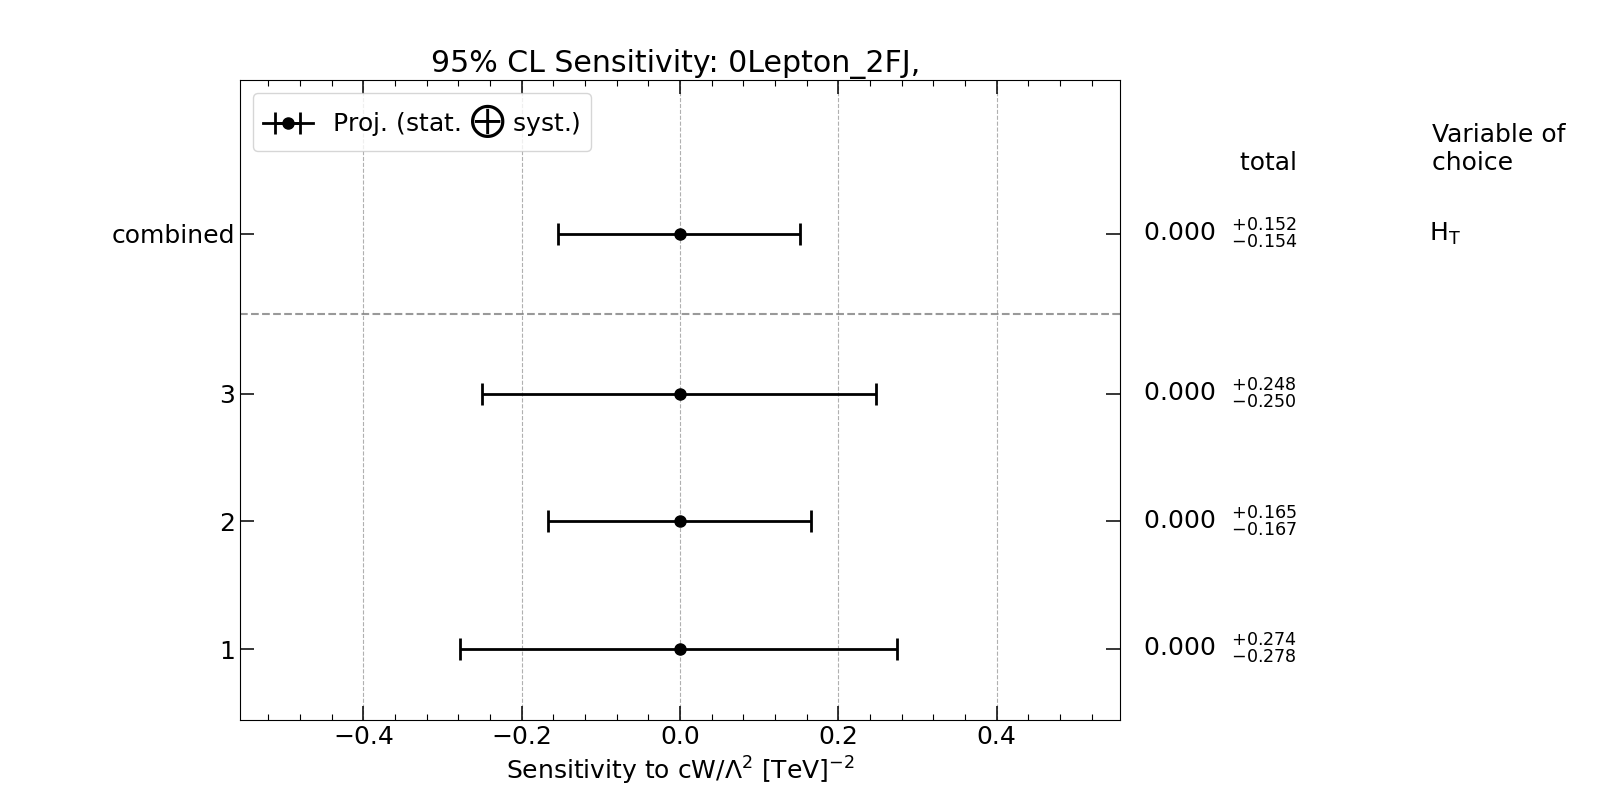 95% CL Sensitivity: 0Lepton_2FJ,
Proj. (stat. ⊕ syst.)
total
Variable of
choice
combined
0.000 +0.152
−0.154
H_T
3
0.000 +0.248
−0.250
2
0.000 +0.165
−0.167
1
0.000 +0.274
−0.278
−0.4 −0.2 0.0 0.2 0.4
Sensitivity to cW/Λ² [TeV]⁻²